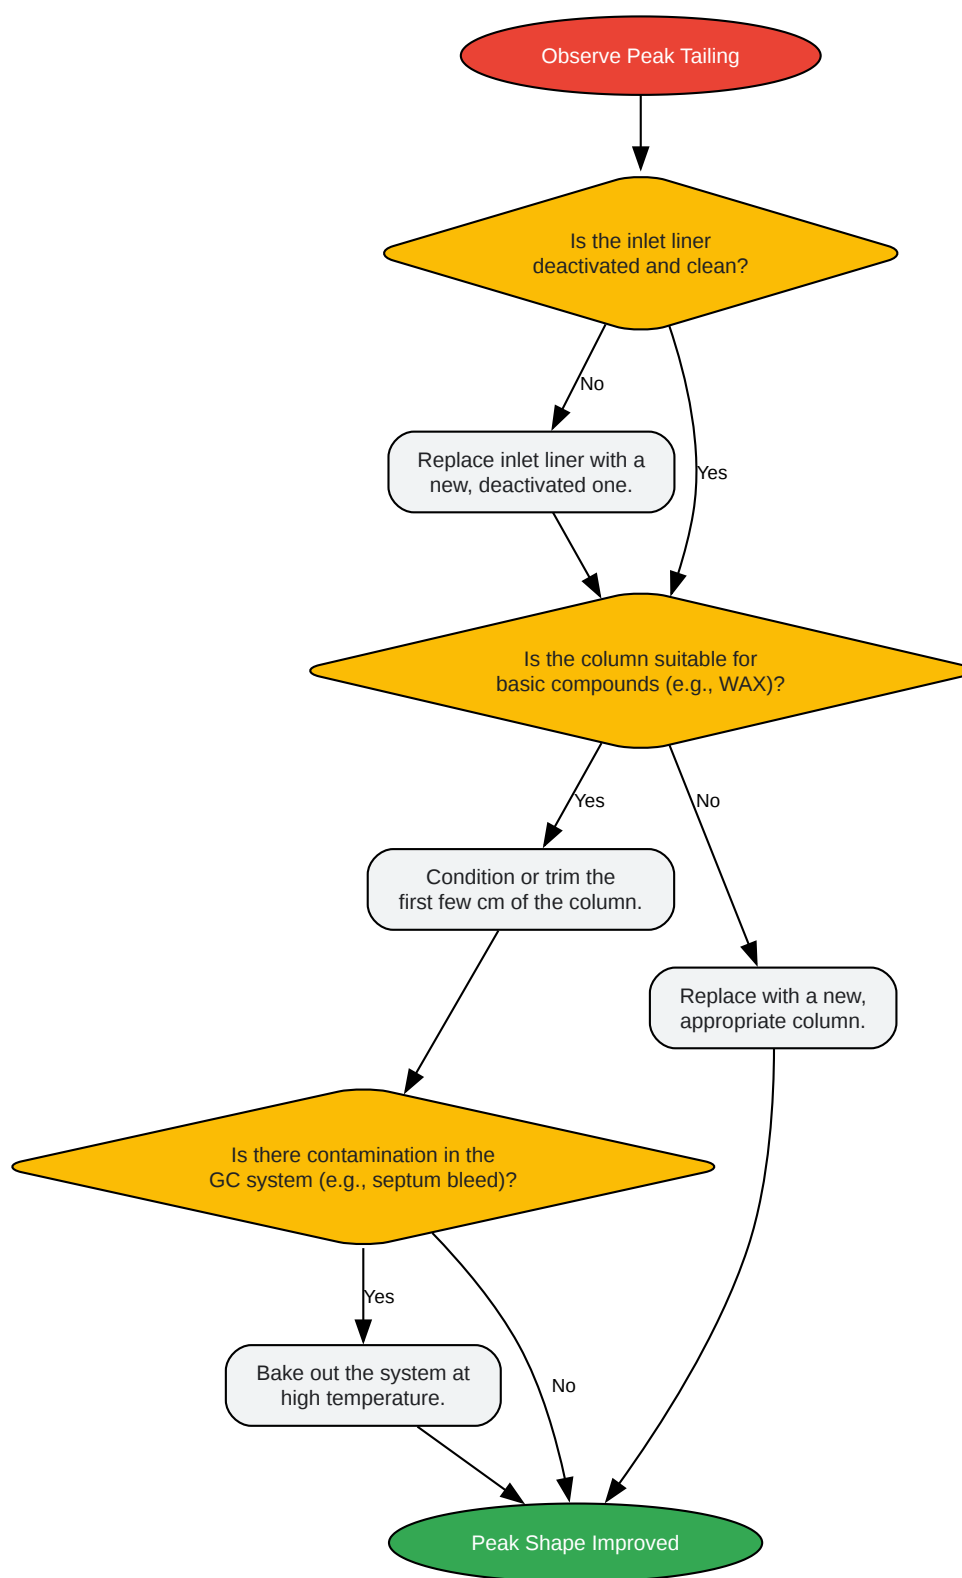 Observe Peak Tailing
Is the inlet liner
deactivated and clean?
No
Yes
Replace inlet liner with a
new, deactivated one.
Is the column suitable for
basic compounds (e.g., WAX)?
Yes
No
Condition or trim the
first few cm of the column.
Replace with a new,
appropriate column.
Is there contamination in the
GC system (e.g., septum bleed)?
Yes
No
Bake out the system at
high temperature.
Peak Shape Improved